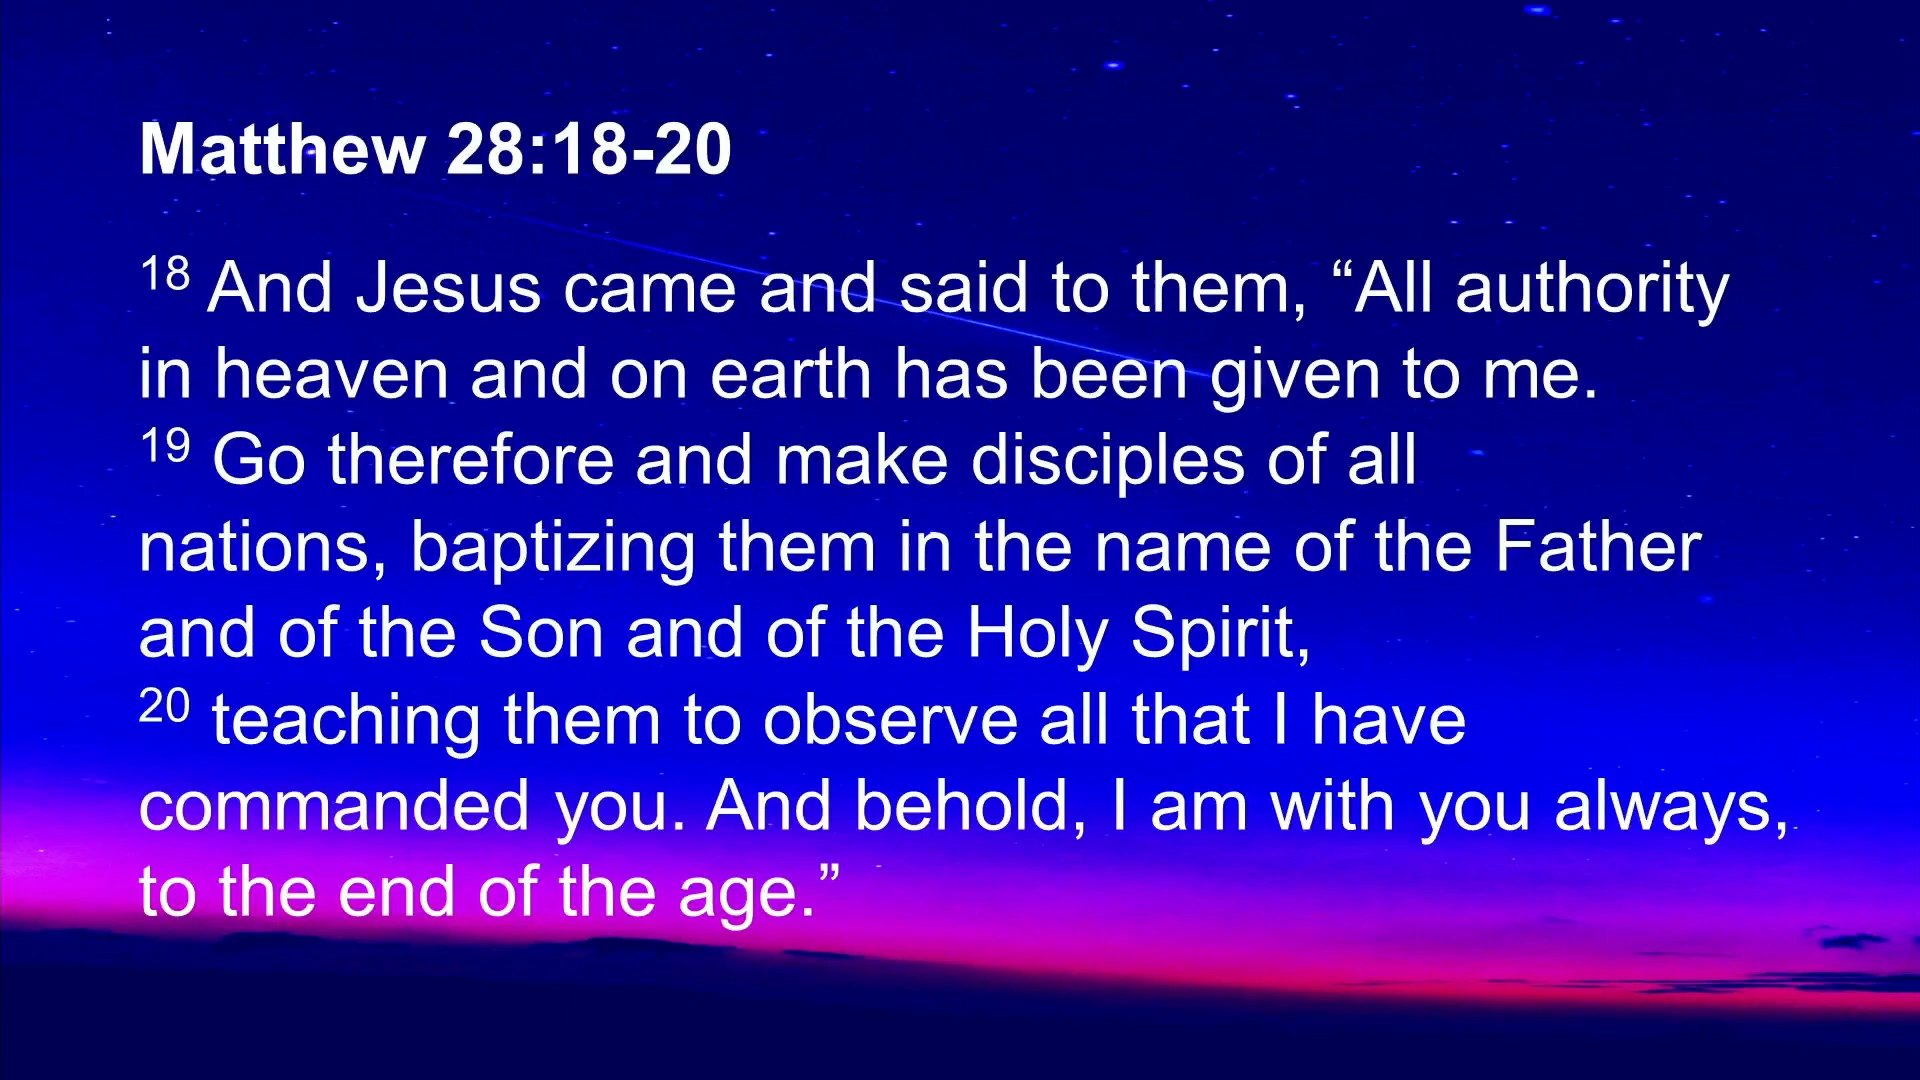 Matthew 28:18-20
18 And Jesus came and said to them, “All authority
in heaven and on earth has been given to me.
19 Go therefore and make disciples of all
nations, baptizing them in the name of the Father
and of the Son and of the Holy Spirit,
20 teaching them to observe all that I have
commanded you. And behold, I am with you always,
to the end of the age.”